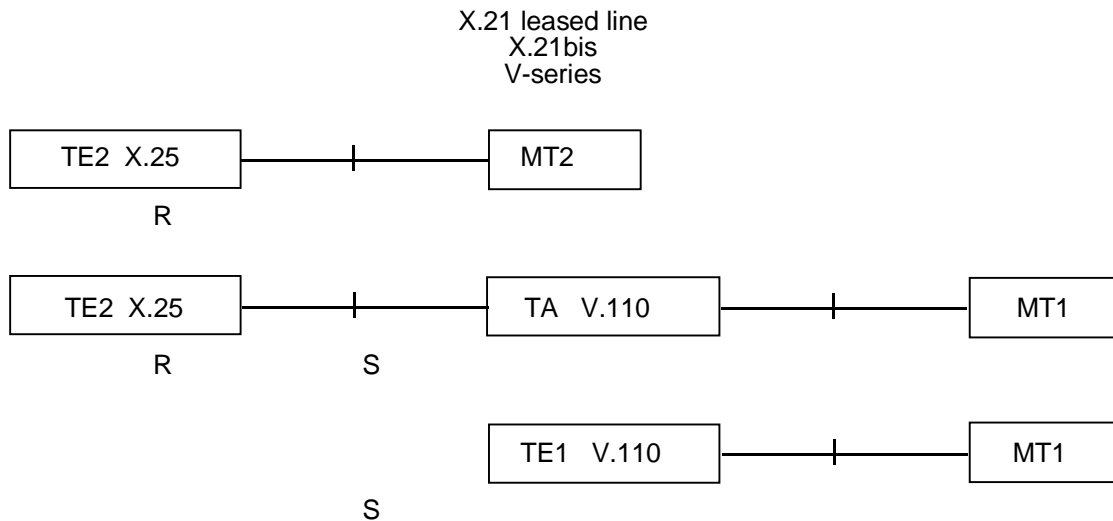 X.21 leased line
X.21bis
V-series
TE2 X.25 MT2
R
TE2 X.25 TA V.110 MT1
R S
TE1 V.110 MT1
S